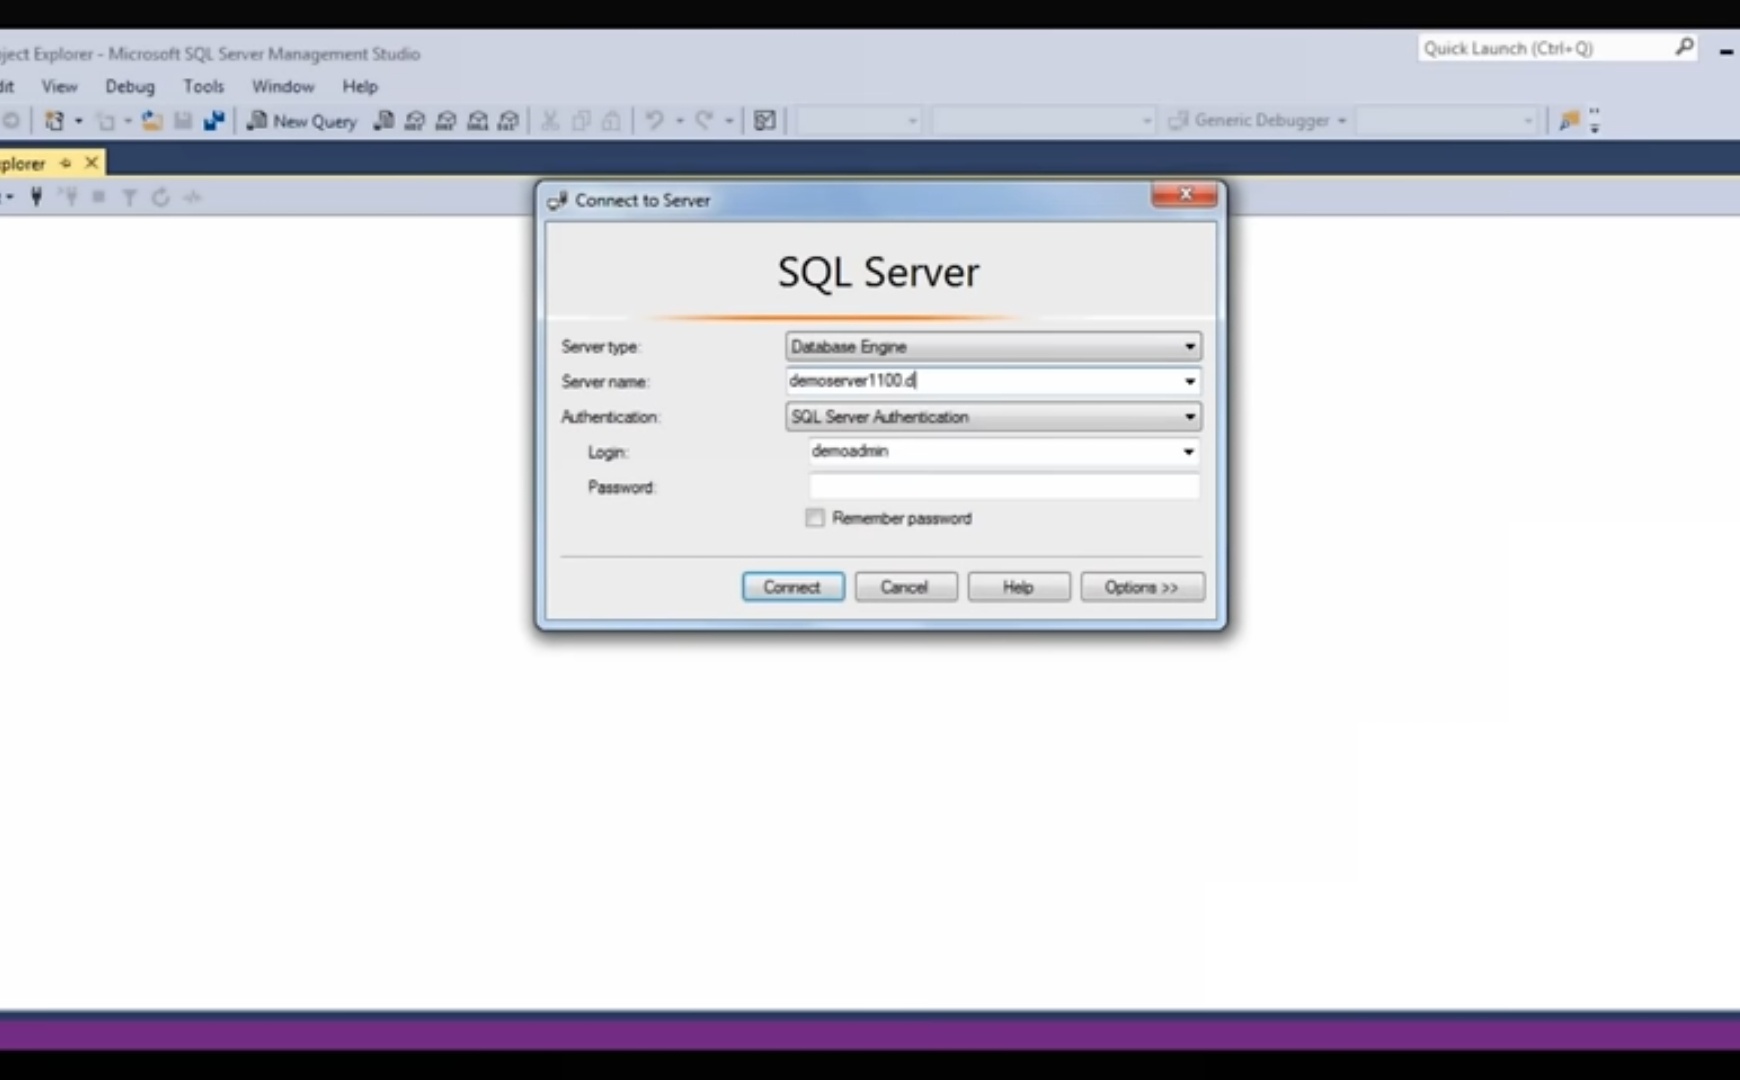 ject Explorer - Microsoft SQL Server Management Studio
Quick Launch (Ctrl+Q)
dit View Debug Tools Window Help
New Query Generic Debugger
plorer
Connect to Server
SQL Server
Server type: Database Engine
Server name: demoserver1100.d
Authentication: SQL Server Authentication
Login: demoadmin
Password:
Remember password
Connect Cancel Help Options >>